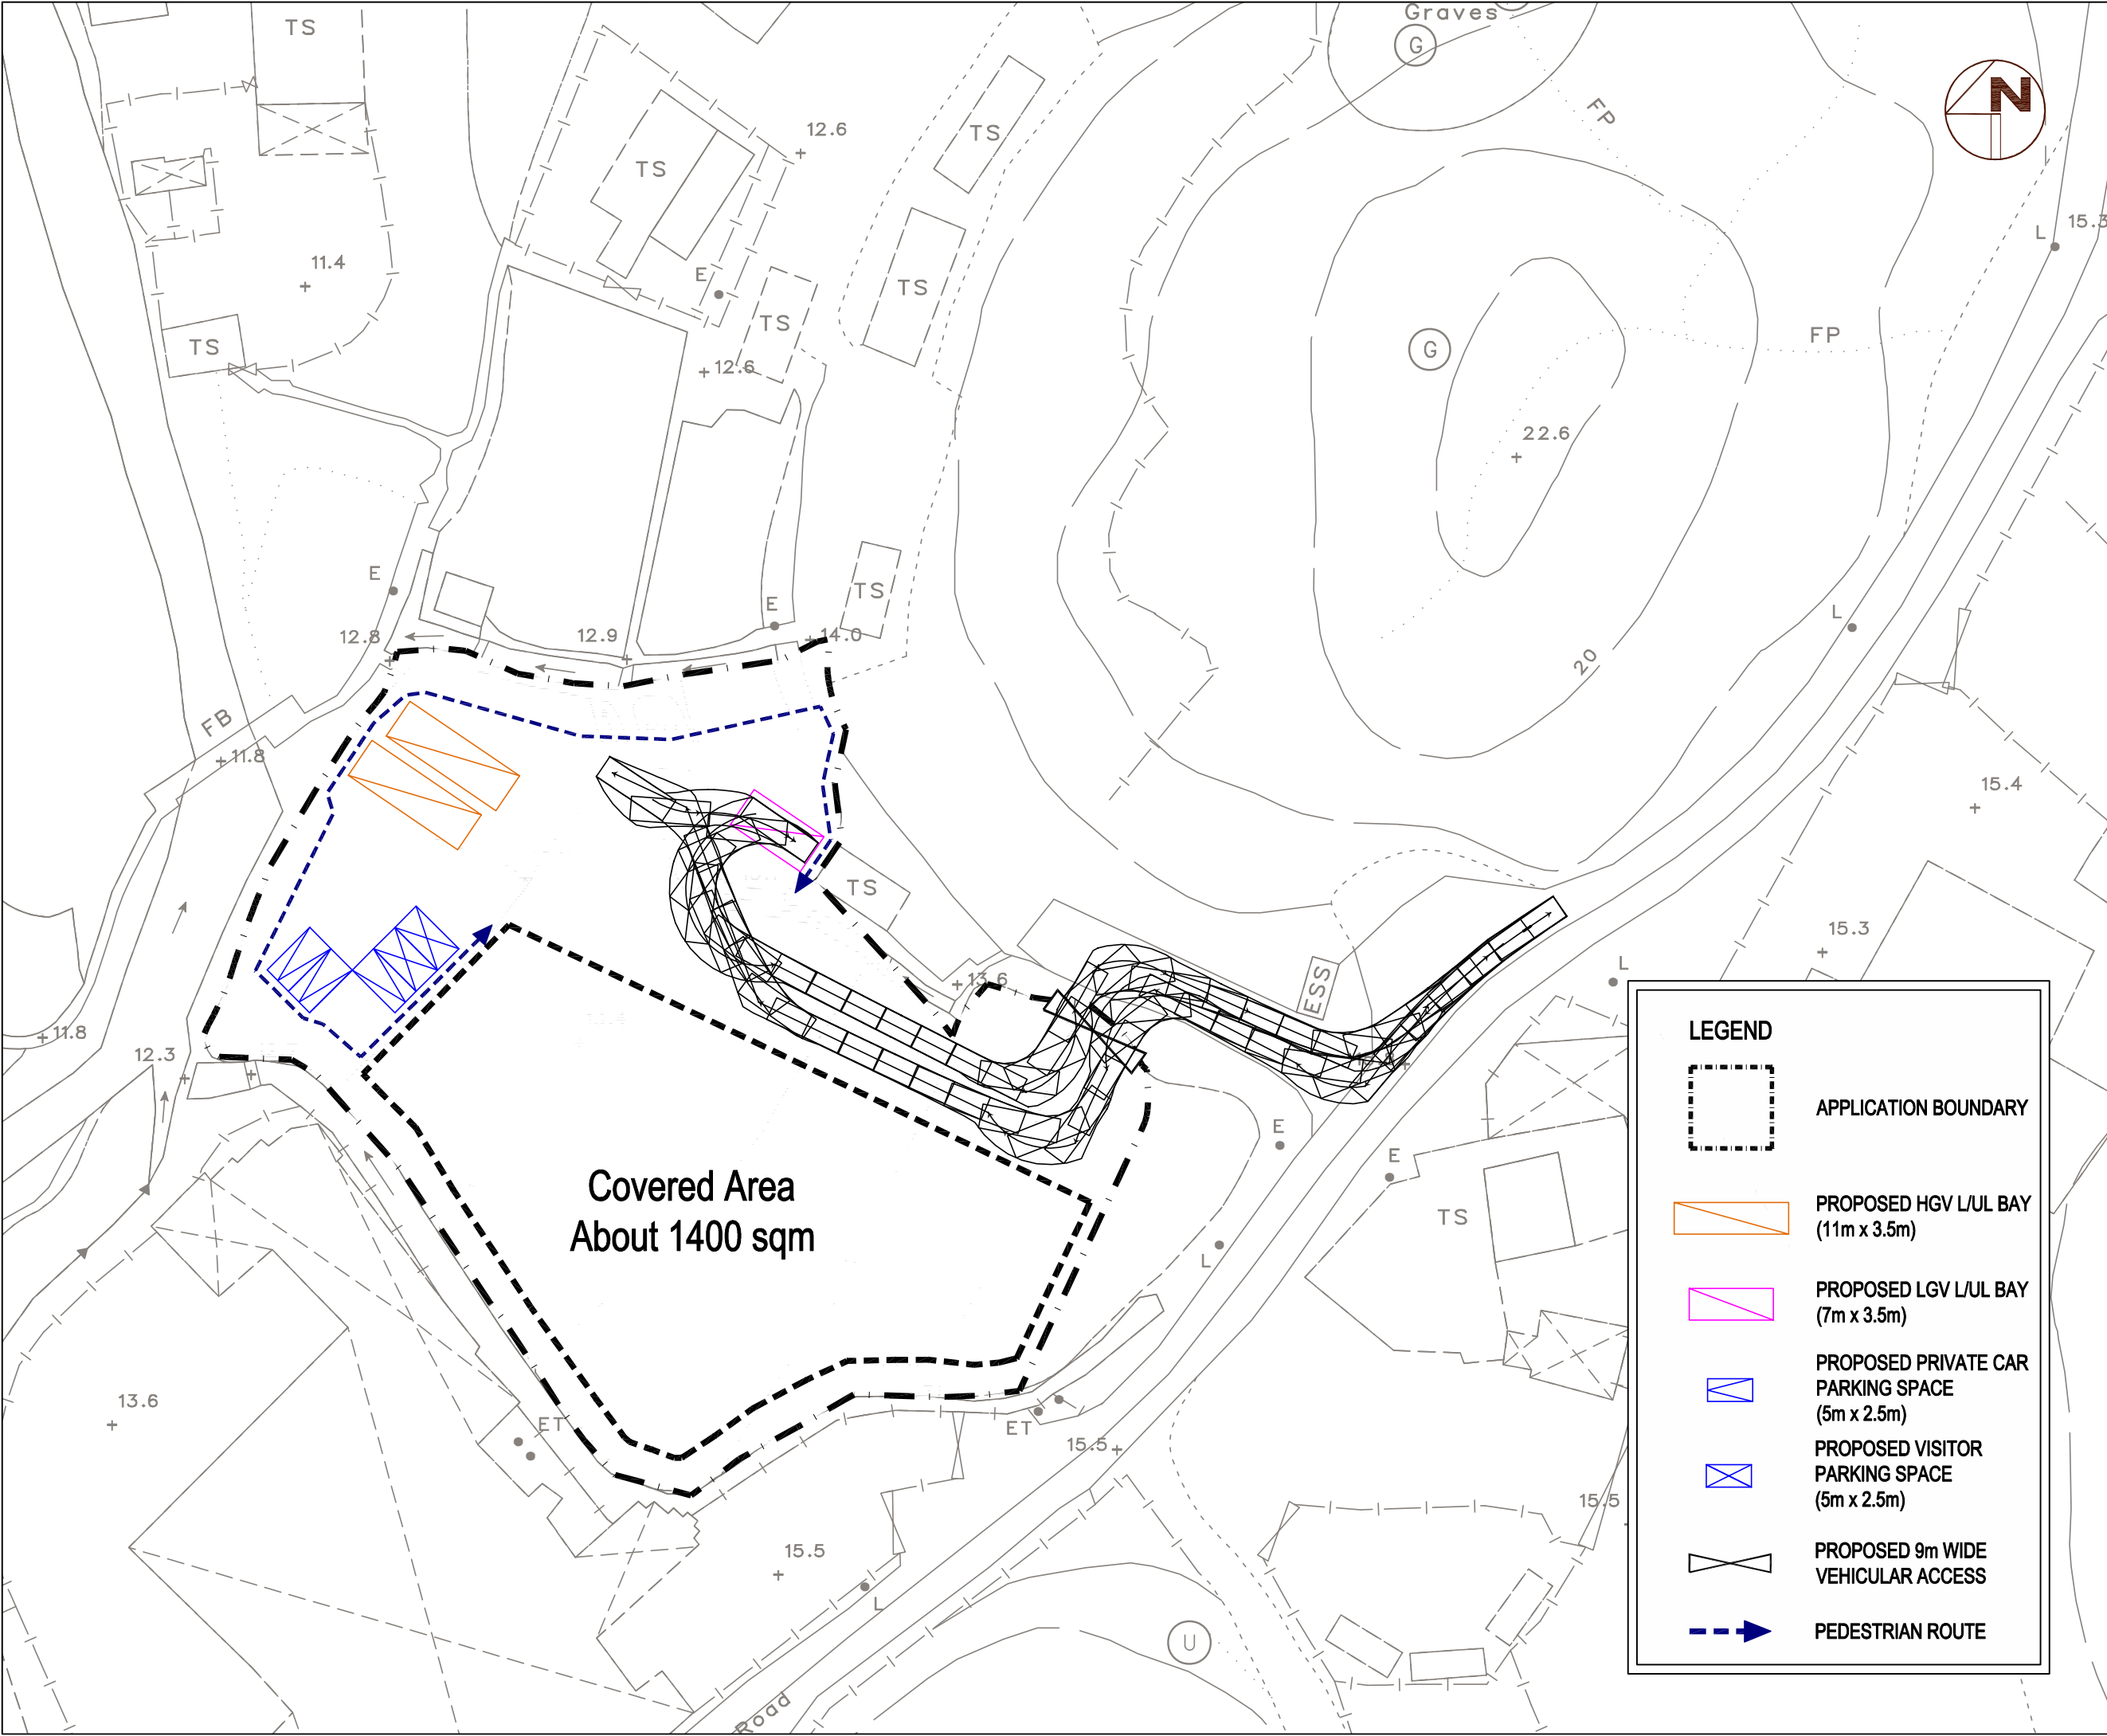 Graves
G
TS
N
FP
12.6
TS
TS
TS
15.3
L
11.4
E
TS
TS
TS
12.6
G
FP
22.6
E
TS
E
L
12.8
12.9
14.0
20
FB
11.8
15.4
TS
15.3
L
13.6
ESS
11.8
12.3
E
E
TS
L
Covered Area
About 1400 sqm
13.6
ET
ET
15.5
15.5
15.5
L
U
Road
LEGEND
APPLICATION BOUNDARY
PROPOSED HGV L/UL BAY
(11m x 3.5m)
PROPOSED LGV L/UL BAY
(7m x 3.5m)
PROPOSED PRIVATE CAR
PARKING SPACE
(5m x 2.5m)
PROPOSED VISITOR
PARKING SPACE
(5m x 2.5m)
PROPOSED 9m WIDE
VEHICULAR ACCESS
PEDESTRIAN ROUTE